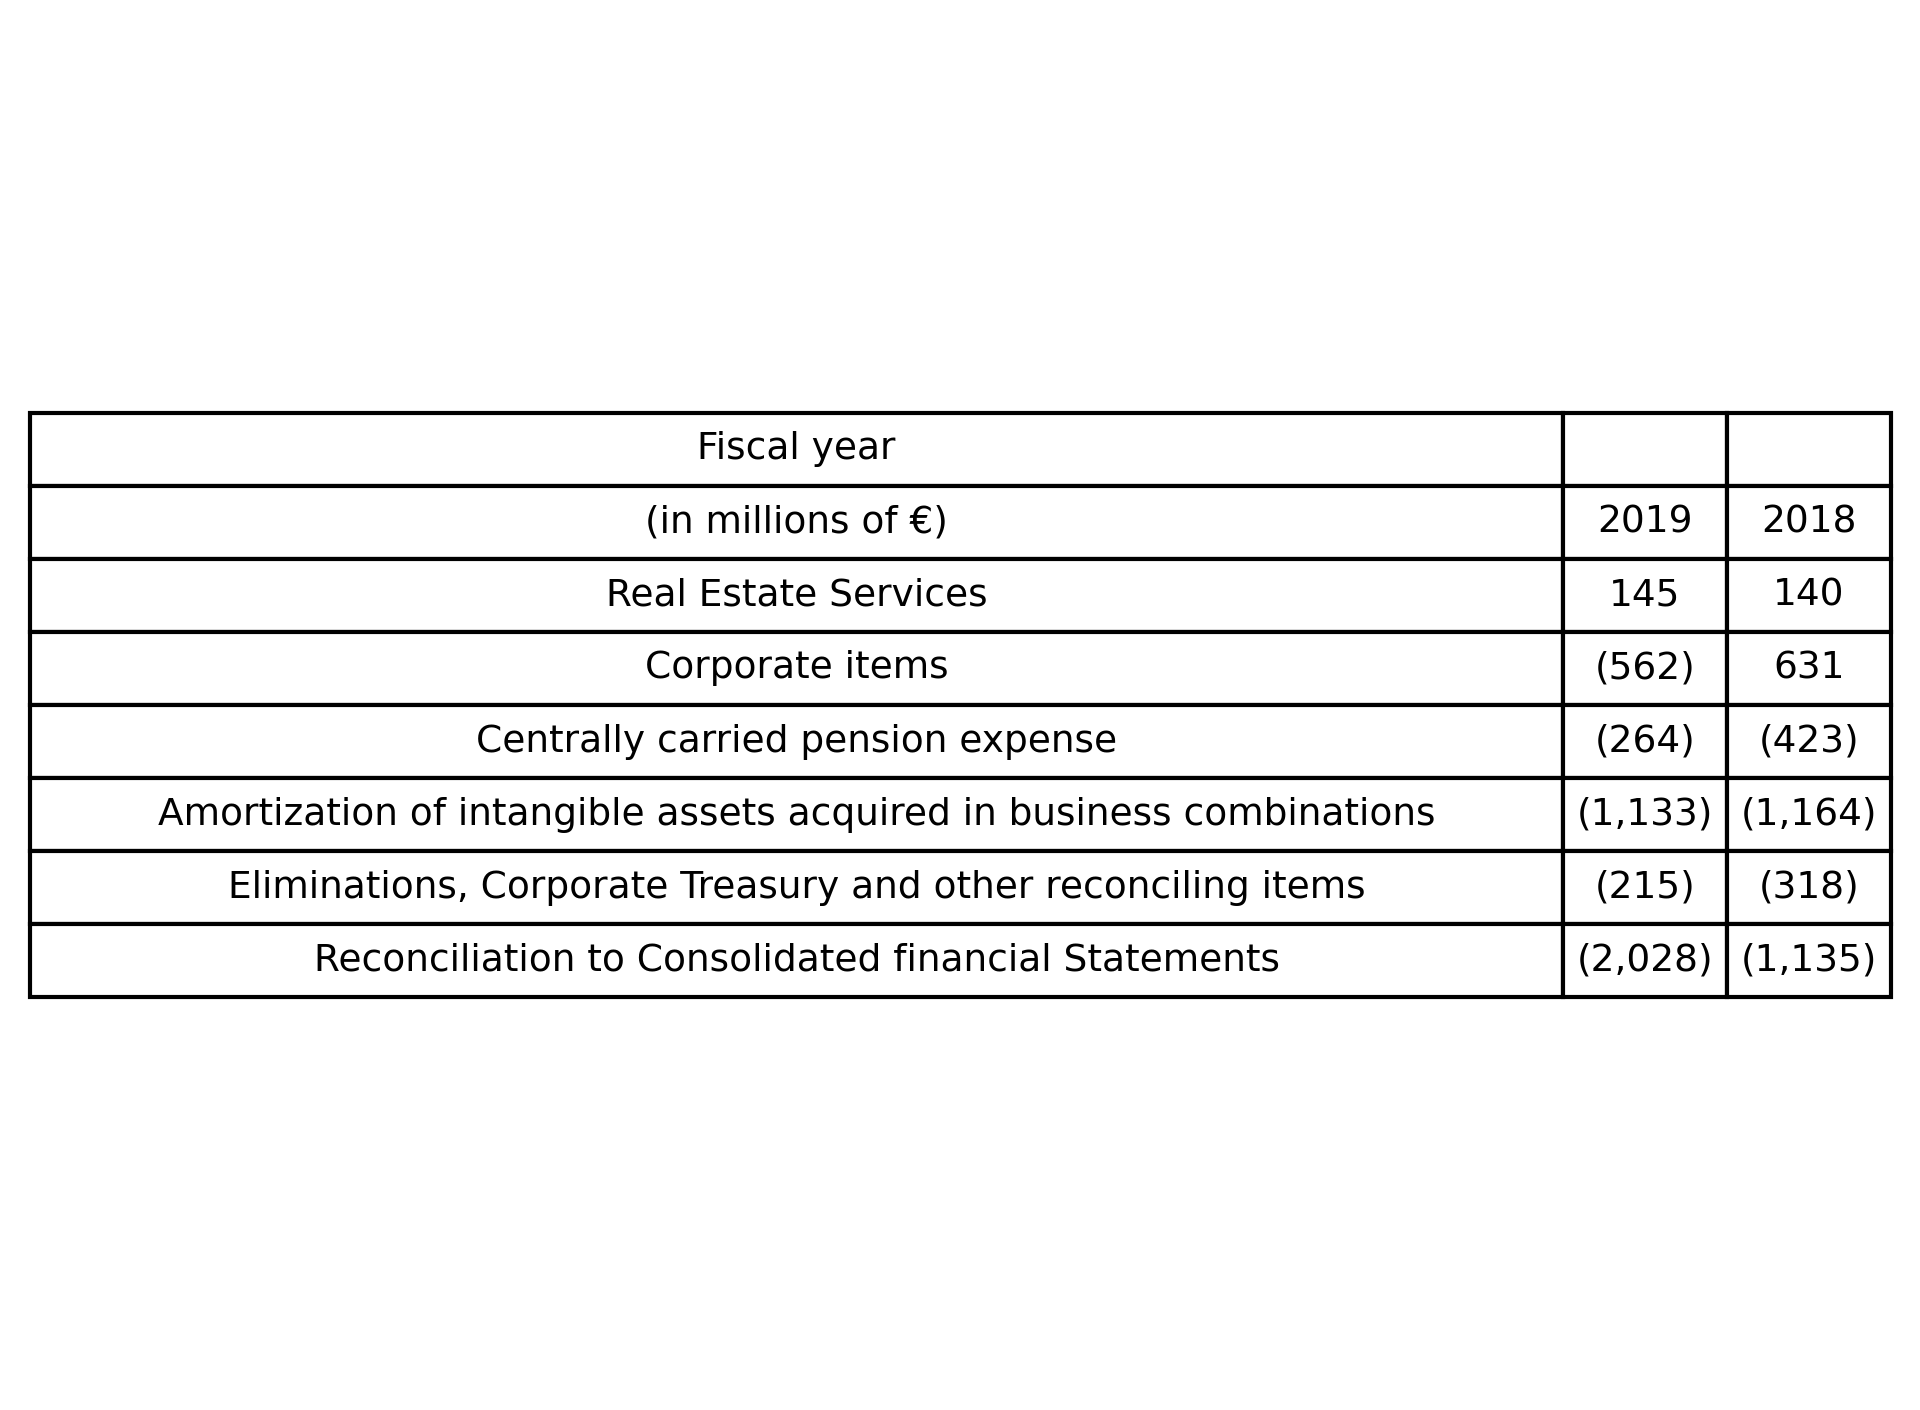 Fiscal year
(in millions of €) 2019 2018
Real Estate Services 145 140
Corporate items (562) 631
Centrally carried pension expense (264) (423)
Amortization of intangible assets acquired in business combinations (1,133) (1,164)
Eliminations, Corporate Treasury and other reconciling items (215) (318)
Reconciliation to Consolidated financial Statements (2,028) (1,135)